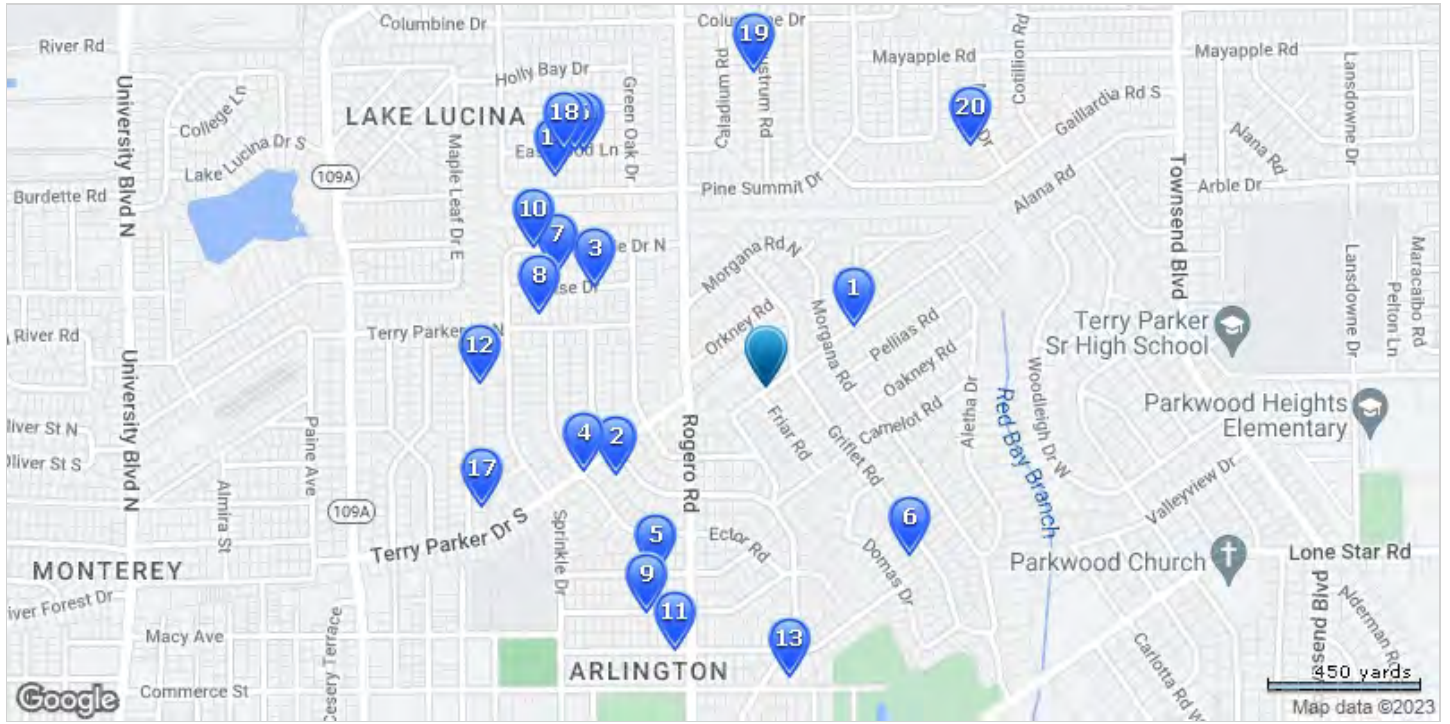 Columbine Dr
Columbine Dr
19
River Rd
Mayapple Rd
Mayapple Rd
Holly Bay Dr
University Blvd N
College Ln
LAKE LUCINA
Green Oak Dr
Caladium Rd
Cotillion Rd
Lansdowne Dr
20
Dr
Gaillardia Rd S
18
Lake Lucina Dr S
Maple Leaf Dr E
109A
Alana Rd
Townsend Blvd
Burdette Rd
Pine Summit Dr
Alana Rd
Arble Dr
10
7
3
e Dr N
Morgana Rd N
8
se Dr
1
Orkney Rd
Morgana Rd
Pellias Rd
Maracaibo Rd
Pelton Ln
Lansdowne Dr
River Rd
Terry Parker
N
12
Terry Parker
Sr High School
Oakney Rd
Aletha Dr
Woodleigh Dr W
Red Bay Branch
Parkwood Heights
Elementary
University Blvd N
liver St N
Oliver St S
Paine Ave
4
2
Rogero Rd
Friar Rd
Griflet Rd
Camelot Rd
17
Almira St
109A
Terry Parker Dr S
Sprinkle Dr
5
Ector Rd
6
Domas Dr
Valleyview Dr
MONTEREY
9
Parkwood Church
Lone Star Rd
iver Forest Dr
11
Cesery Terrace
Macy Ave
13
ARLINGTON
Commerce St
Carlotta Rd W
Alderman Rd
450 yards
Google
Map data ©2023